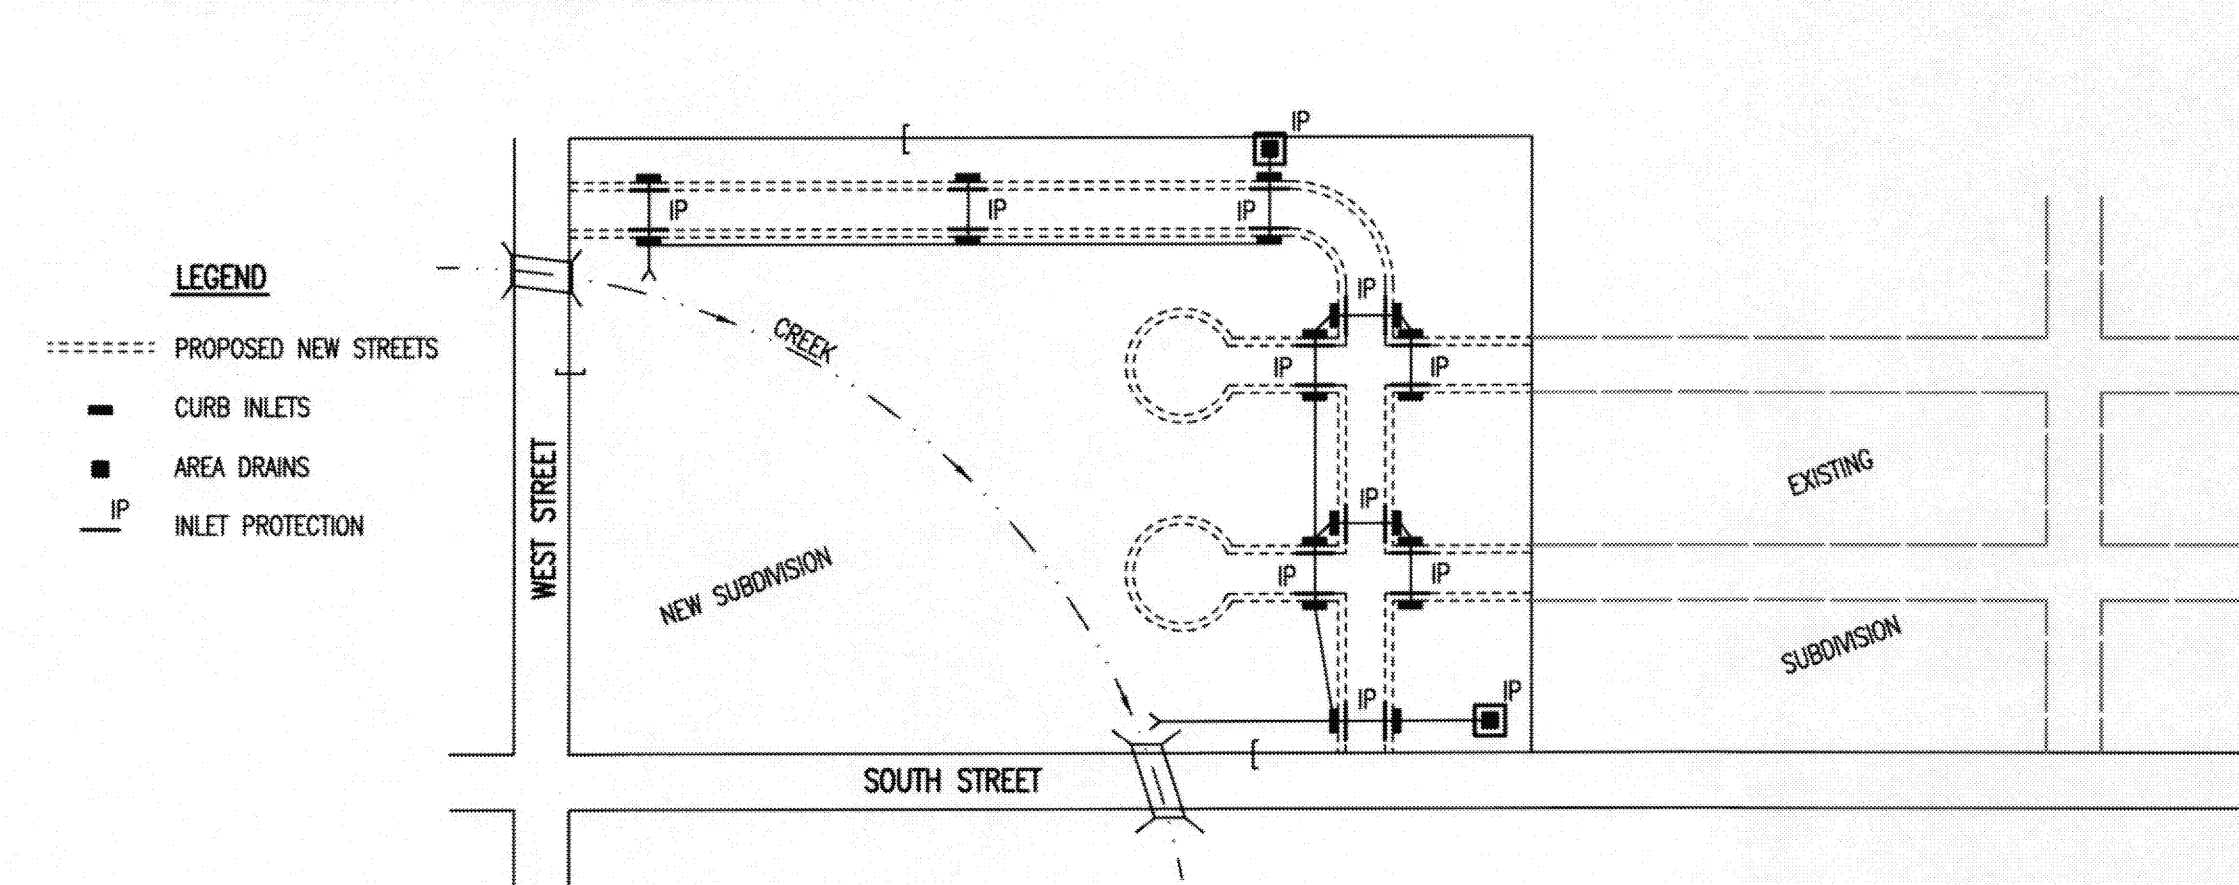 IP
IP
IP
IP
LEGEND
IP
PROPOSED NEW STREETS
CREEK
IP
IP
CURB INLETS
AREA DRAINS
EXISTING
IP
IP
INLET PROTECTION
WEST STREET
NEW SUBDIVISION
IP
IP
SUBDIVISION
IP
IP
SOUTH STREET